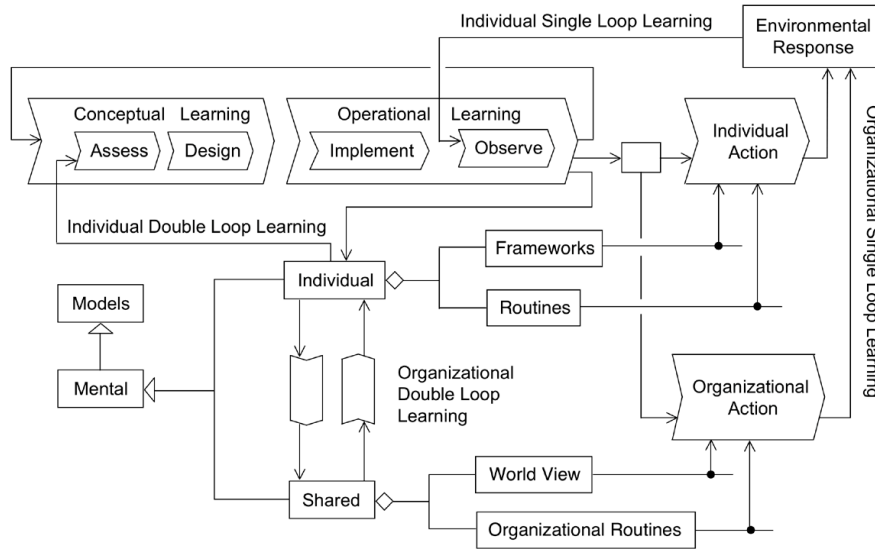 Individual Single Loop Learning
Environmental
Response
Conceptual Learning
Assess
Design
Operational Learning
Implement
Observe
Individual
Action
Organizational Single Loop Learning
Individual Double Loop Learning
Frameworks
Individual
Routines
Models
Mental
Organizational
Double Loop
Learning
Organizational
Action
World View
Shared
Organizational Routines